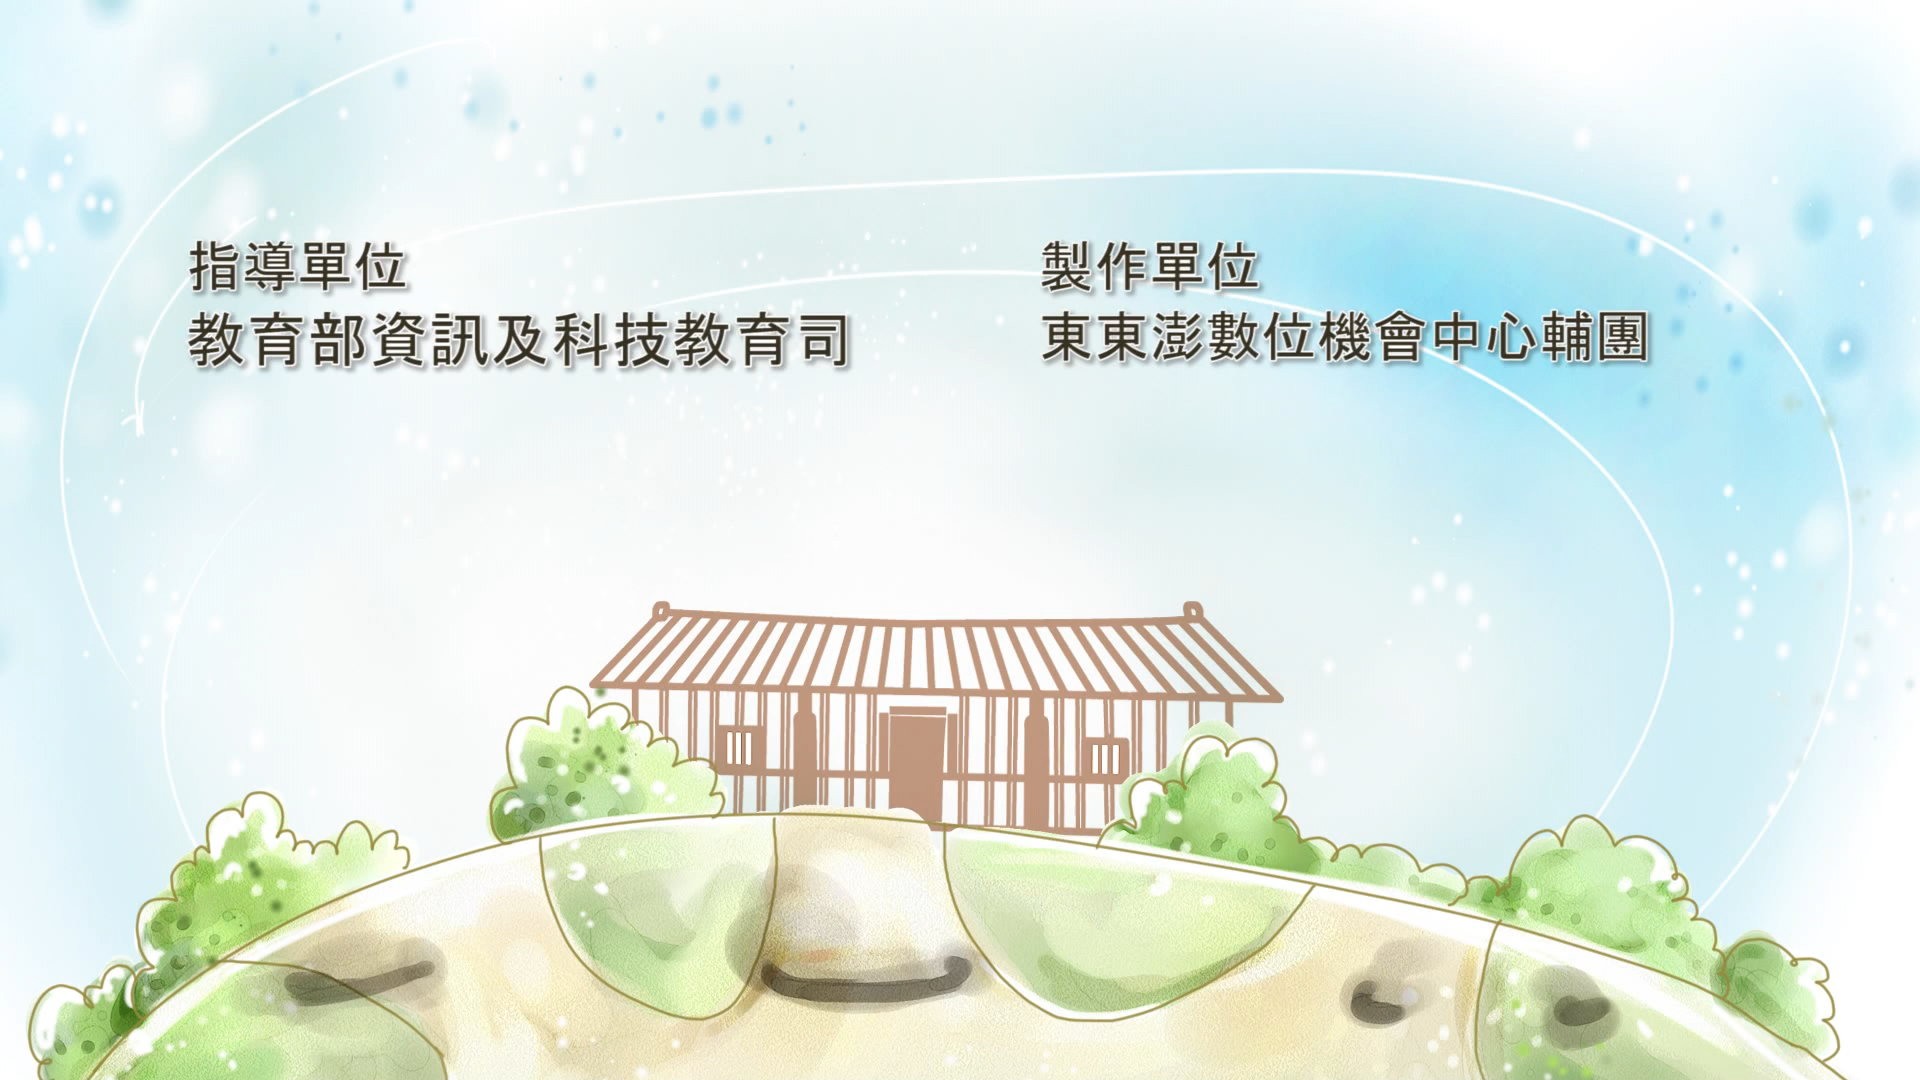 指導單位
教育部資訊及科技教育司
製作單位
東東澎數位機會中心輔團